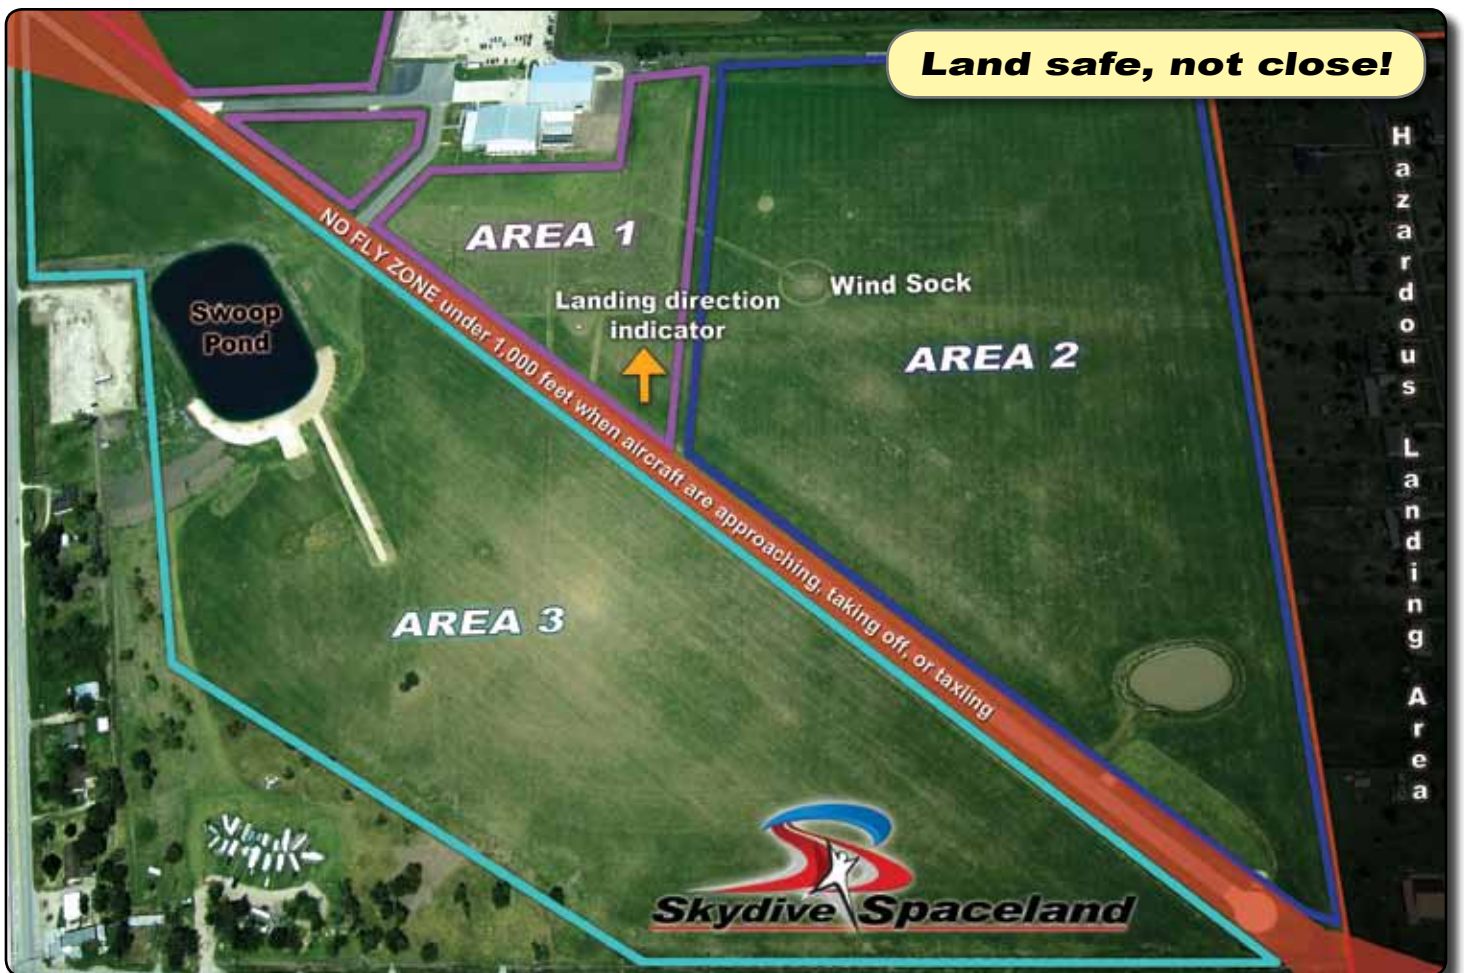 Land safe, not close!
AREA 1
NO FLY ZONE under 1,000 feet when aircraft are approaching, taking off, or taxiing
Landing direction
indicator
Wind Sock
AREA 2
Swoop
Pond
AREA 3
Hazardous Landing Area
Skydive Spaceland